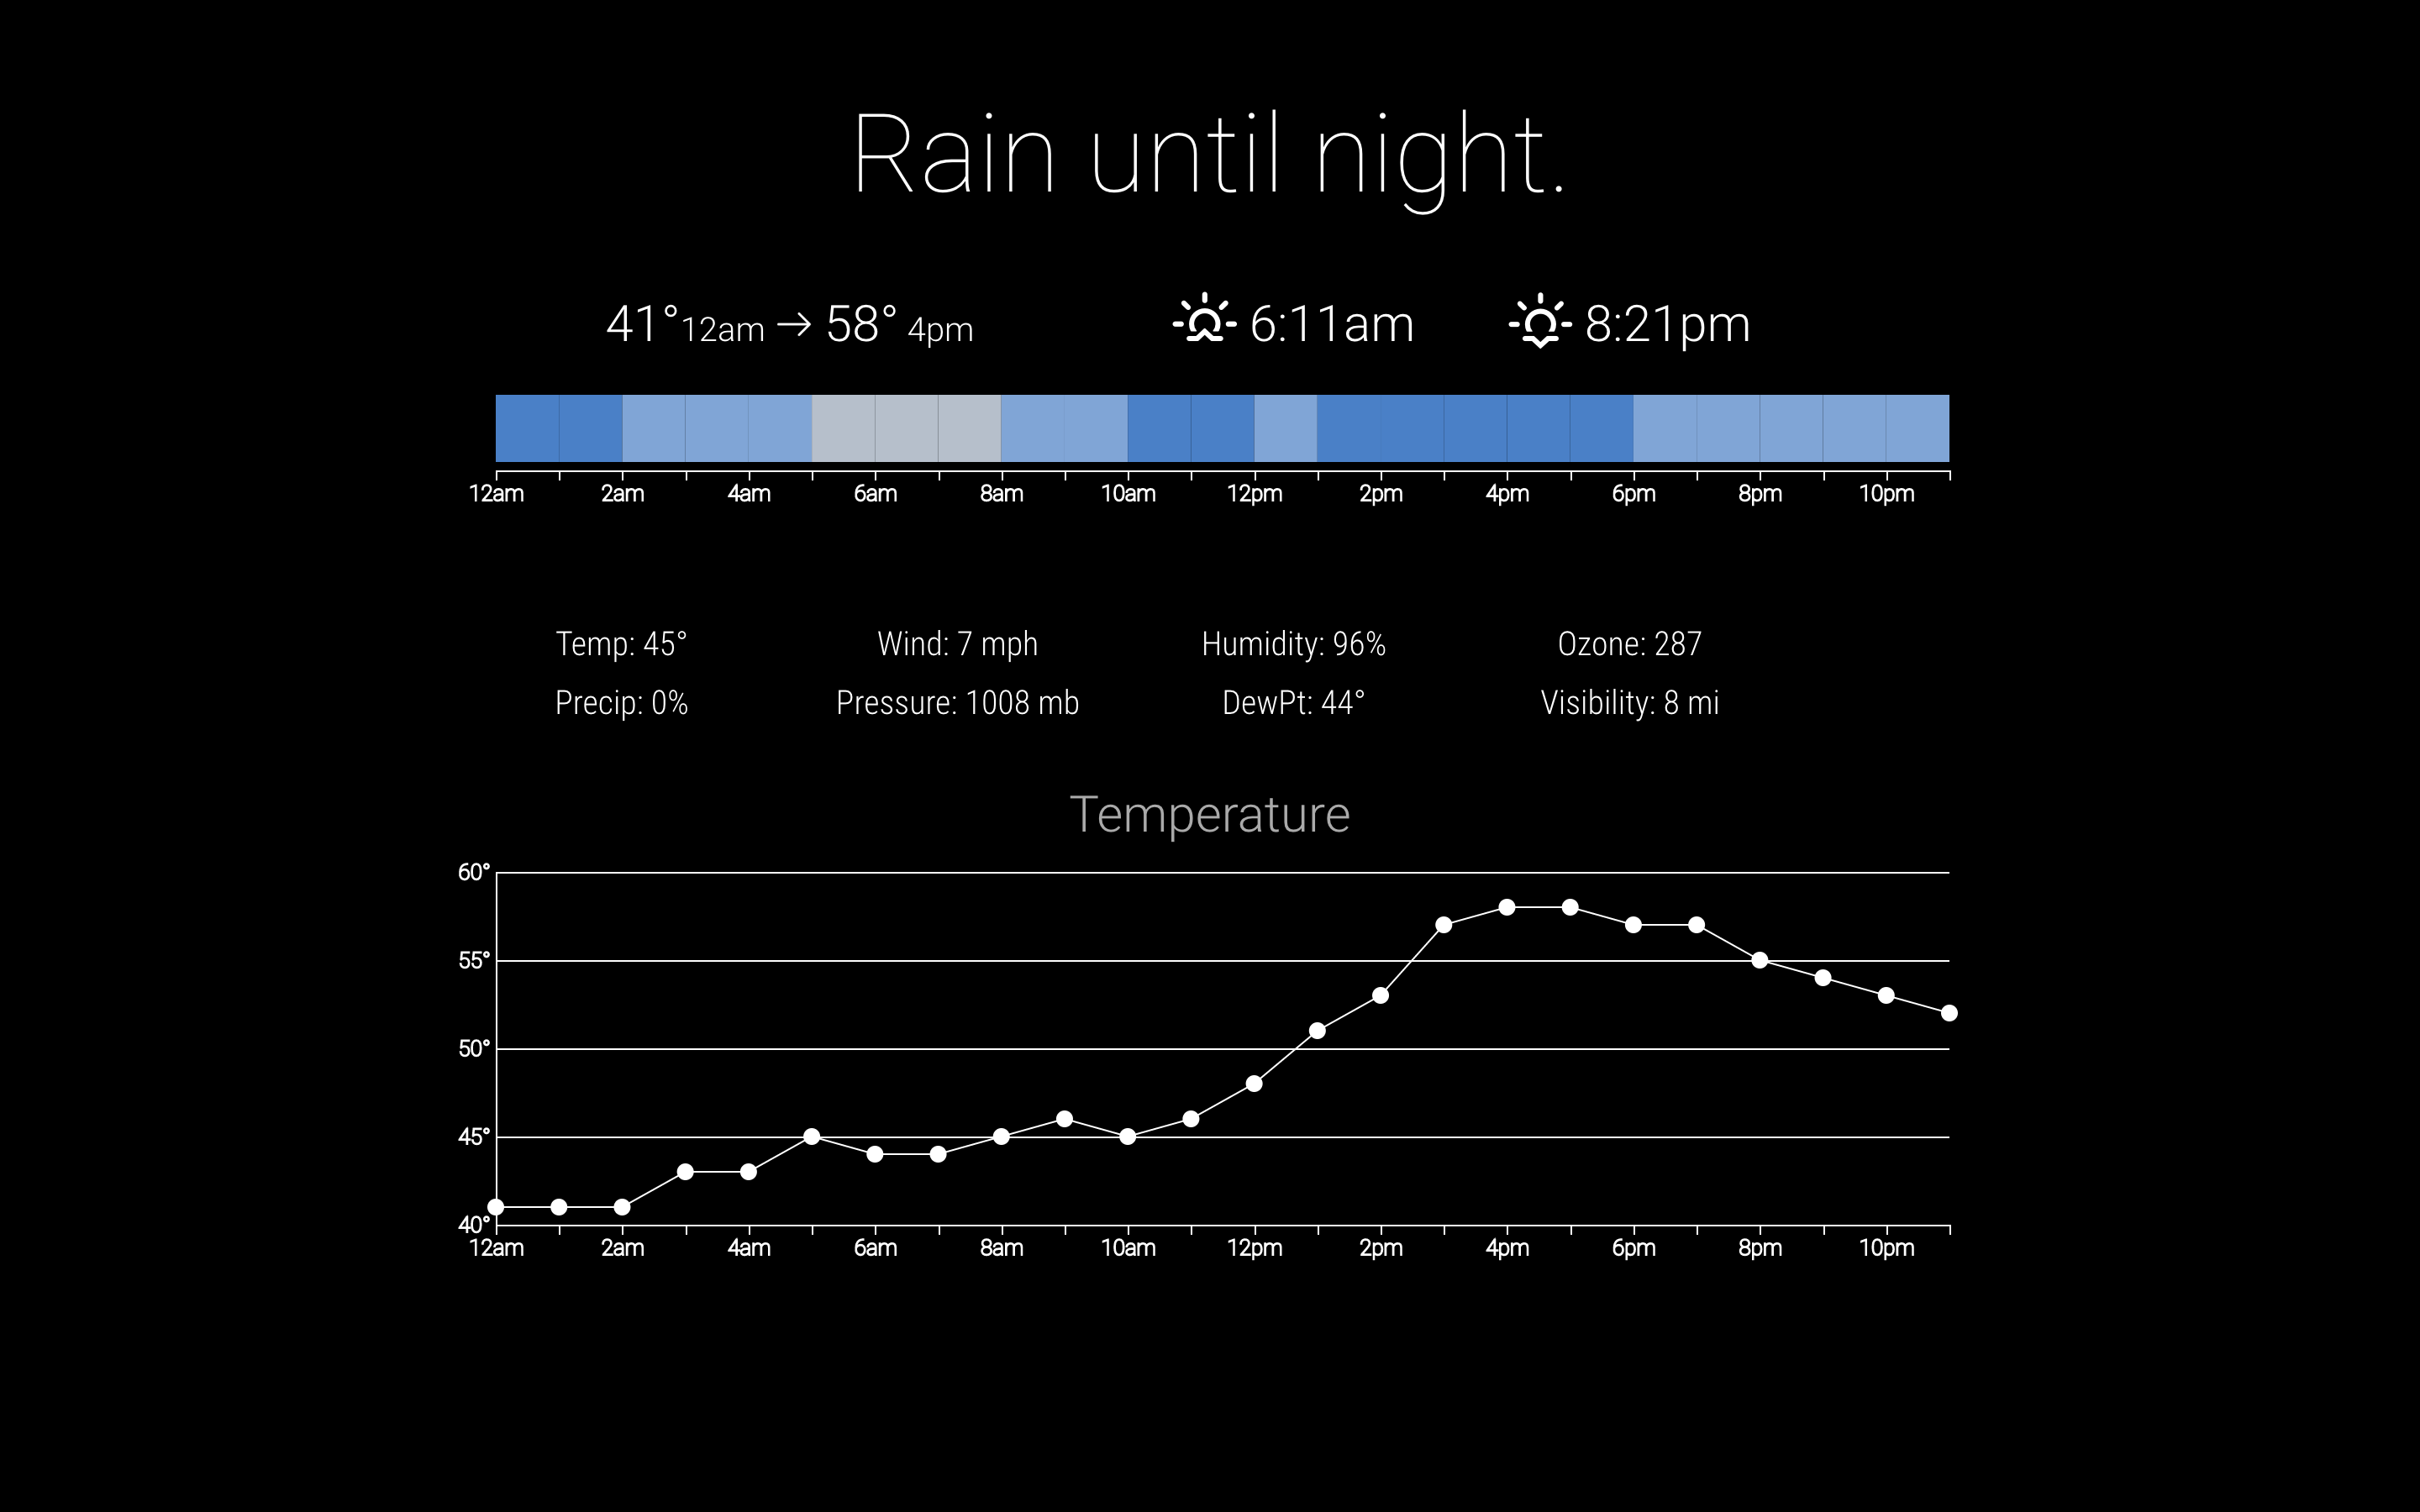 Rain until night.
41° 12am → 58° 4pm 6:11am 8:21pm
12am 2am 4am 6am 8am 10am 12pm 2pm 4pm 6pm 8pm 10pm
Temp: 45° Wind: 7 mph Humidity: 96% Ozone: 287
Precip: 0% Pressure: 1008 mb DewPt: 44° Visibility: 8 mi
Temperature
60°
55°
50°
45°
40°
12am 2am 4am 6am 8am 10am 12pm 2pm 4pm 6pm 8pm 10pm